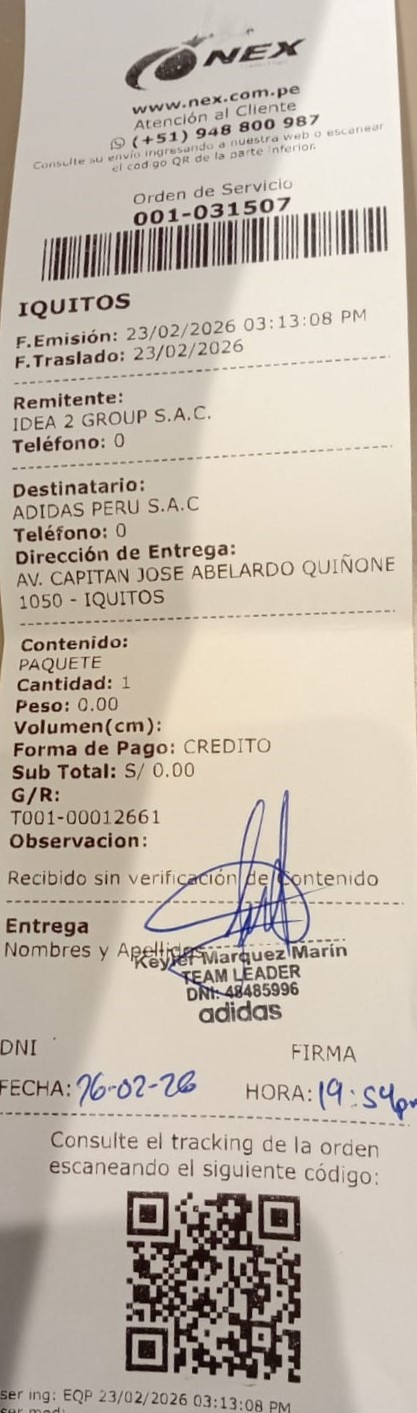 NEX
www.nex.com.pe
Atención al Cliente
(+51) 948 800 987
Consulte su envío ingresando a nuestra web o escanear
el codigo QR de la parte inferior.
Orden de Servicio
001-031507
IQUITOS
F.Emisión: 23/02/2026 03:13:08 PM
F.Traslado: 23/02/2026
Remitente:
IDEA 2 GROUP S.A.C.
Teléfono: 0
Destinatario:
ADIDAS PERU S.A.C
Teléfono: 0
Dirección de Entrega:
AV. CAPITAN JOSE ABELARDO QUIÑONE
1050 - IQUITOS
Contenido:
PAQUETE
Cantidad: 1
Peso: 0.00
Volumen(cm):
Forma de Pago: CREDITO
Sub Total: S/ 0.00
G/R:
T001-00012661
Observacion:
Recibido sin verificación de contenido
Entrega
Nombres y Apellidos
Marquez Marin
TEAM LEADER
DNI: 48485996
adidas
DNI
FIRMA
FECHA: 26-02-26 HORA: 19:54pm
Consulte el tracking de la orden
escaneando el siguiente código:
ser ing: EQP 23/02/2026 03:13:08 PM